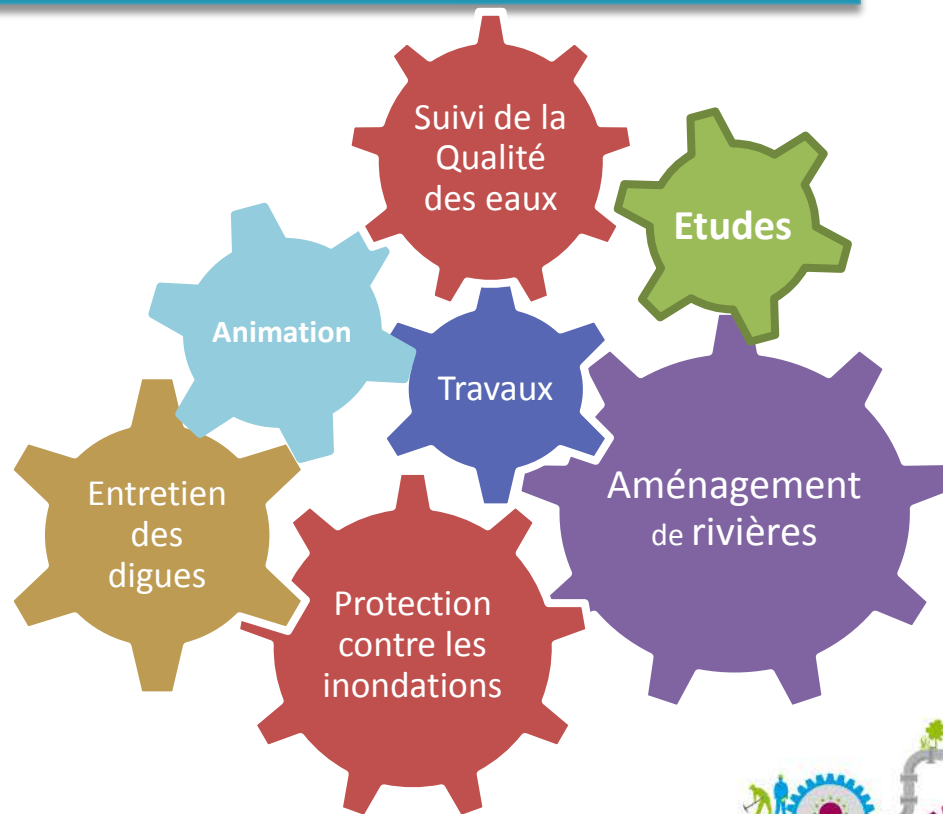 Suivi de la
Qualité
des eaux
Etudes
Animation
Travaux
Entretien
des
digues
Aménagement
de rivières
Protection
contre les
inondations